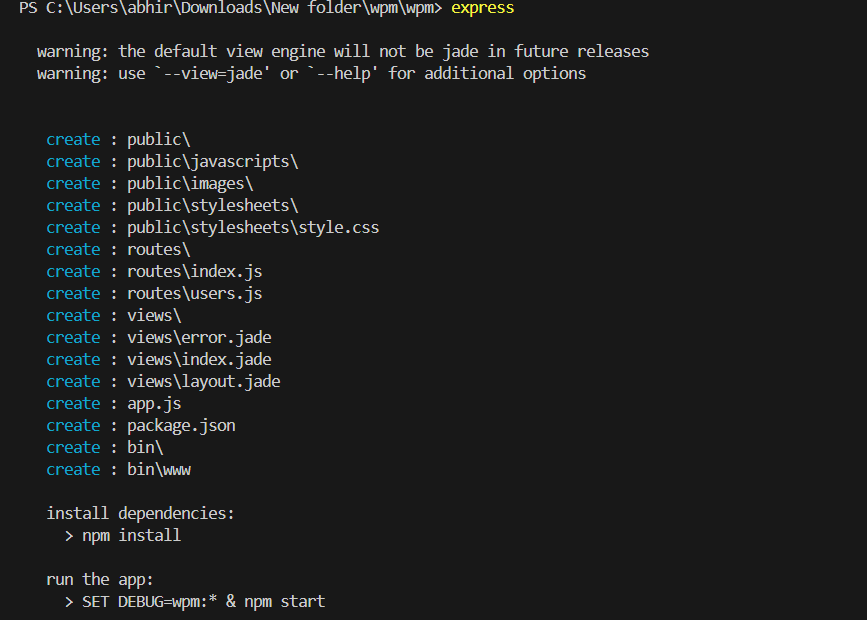 PS C:\Users\abhir\Downloads\New folder\wpm\wpm> express
warning: the default view engine will not be jade in future releases
warning: use `--view=jade' or `--help' for additional options
create : public\
create : public\javascripts\
create : public\images\
create : public\stylesheets\
create : public\stylesheets\style.css
create : routes\
create : routes\index.js
create : routes\users.js
create : views\
create : views\error.jade
create : views\index.jade
create : views\layout.jade
create : app.js
create : package.json
create : bin\
create : bin\www
install dependencies:
> npm install
run the app:
> SET DEBUG=wpm:* & npm start